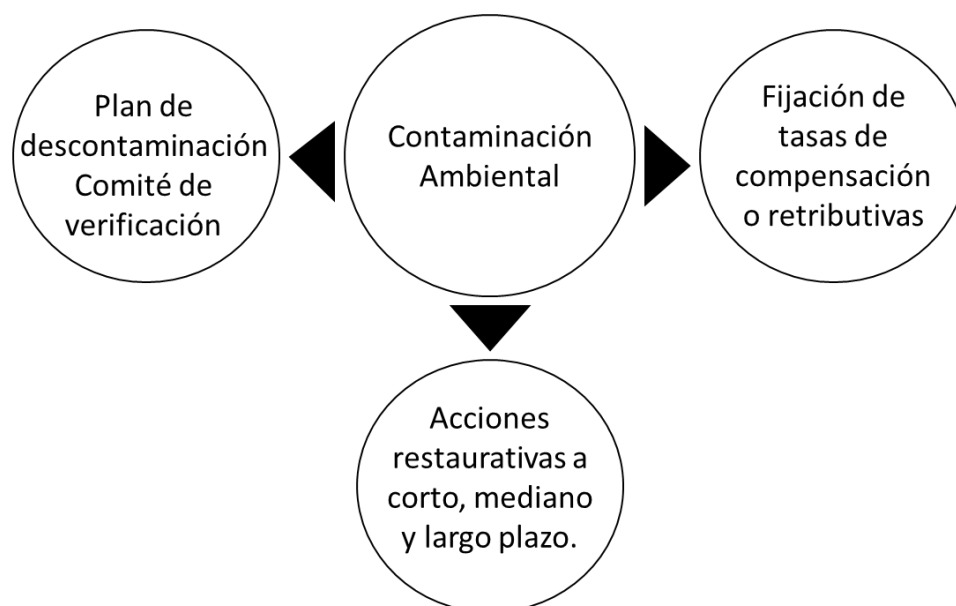 Plan de
descontaminación
Comité de
verificación
Contaminación
Ambiental
Fijación de
tasas de
compensación
o retributivas
Acciones
restaurativas a
corto, mediano
y largo plazo.